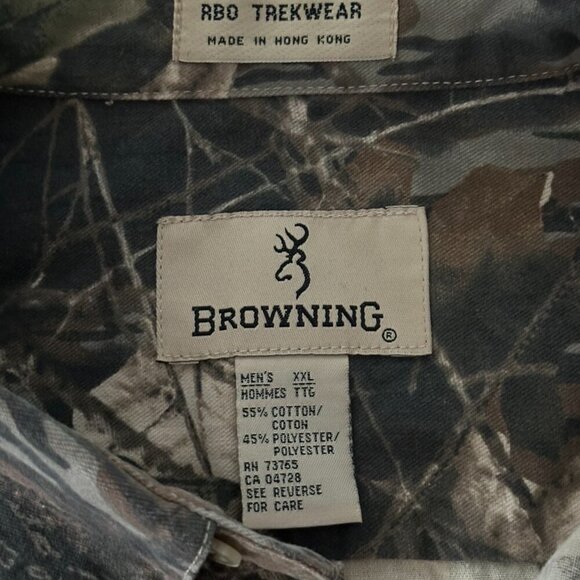 RBO TREKWEAR
MADE IN HONG KONG
BROWNING ®
MEN'S XXL
HOMMES TTG
55% COTTON/
COTON
45% POLYESTER/
POLYESTER
RN 73765
CA 04728
SEE REVERSE
FOR CARE